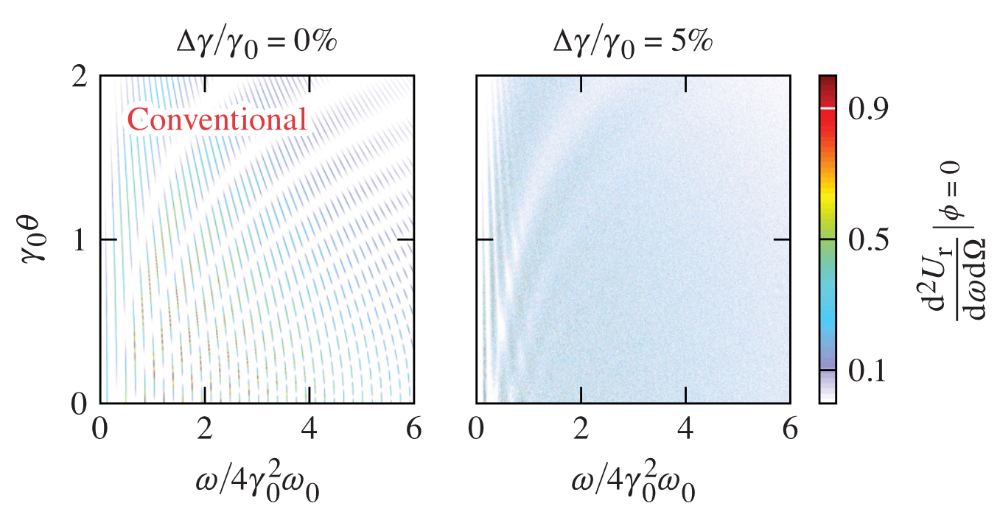 Δγ/γ₀ = 0%
Δγ/γ₀ = 5%
Conventional
γ₀θ
2
1
0
0 2 4 6
0 2 4 6
ω/4γ₀²ω₀
ω/4γ₀²ω₀
0.9
0.5
0.1
d²Uᵣ/dωdΩ |ϕ = 0